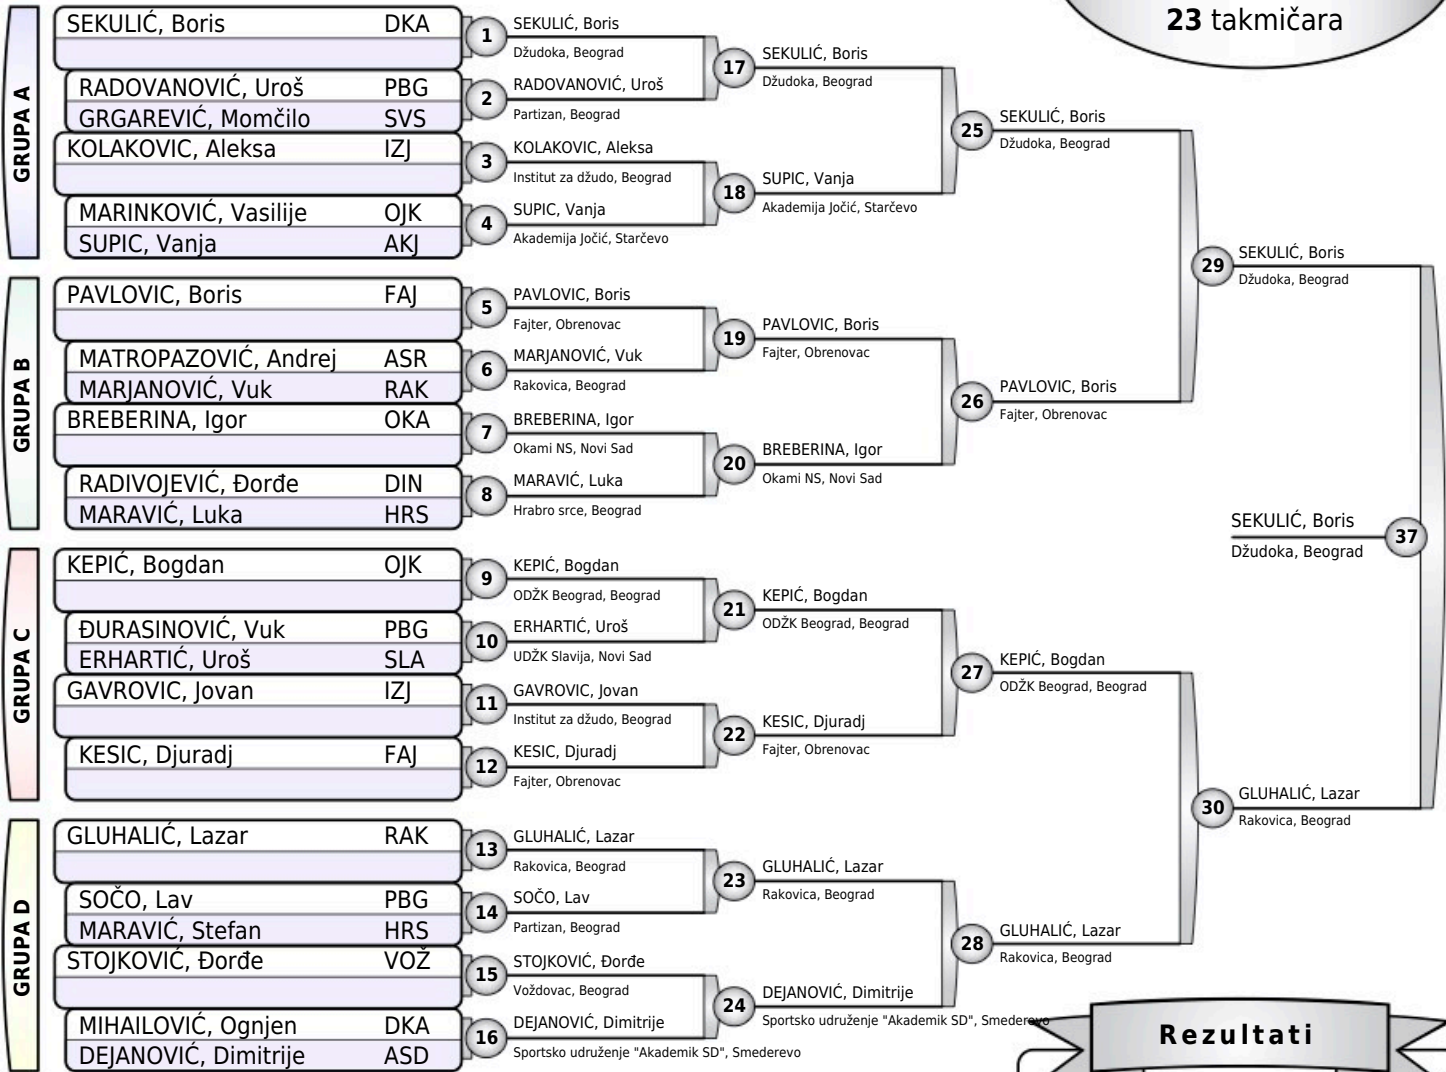 23 takmičara
GRUPA A
SEKULIĆ, Boris DKA
RADOVANOVIĆ, Uroš PBG
GRGAREVIĆ, Momčilo SVS
KOLAKOVIC, Aleksa IZJ
MARINKOVIĆ, Vasilije OJK
SUPIC, Vanja AKJ
GRUPA B
PAVLOVIC, Boris FAJ
MATROPAZOVIĆ, Andrej ASR
MARJANOVIĆ, Vuk RAK
BREBERINA, Igor OKA
RADIVOJEVIĆ, Đorđe DIN
MARAVIĆ, Luka HRS
GRUPA C
KEPIĆ, Bogdan OJK
ĐURASINOVIĆ, Vuk PBG
ERHARTIĆ, Uroš SLA
GAVROVIC, Jovan IZJ
KESIC, Djuradj FAJ
GRUPA D
GLUHALIĆ, Lazar RAK
SOČO, Lav PBG
MARAVIĆ, Stefan HRS
STOJKOVIĆ, Đorđe VOŽ
MIHAILOVIĆ, Ognjen DKA
DEJANOVIĆ, Dimitrije ASD
1 SEKULIĆ, Boris
Džudoka, Beograd
2 RADOVANOVIĆ, Uroš
Partizan, Beograd
3 KOLAKOVIC, Aleksa
Institut za džudo, Beograd
4 SUPIC, Vanja
Akademija Jočić, Starčevo
5 PAVLOVIC, Boris
Fajter, Obrenovac
6 MARJANOVIĆ, Vuk
Rakovica, Beograd
7 BREBERINA, Igor
Okami NS, Novi Sad
8 MARAVIĆ, Luka
Hrabro srce, Beograd
9 KEPIĆ, Bogdan
ODŽK Beograd, Beograd
10 ERHARTIĆ, Uroš
UDŽK Slavija, Novi Sad
11 GAVROVIC, Jovan
Institut za džudo, Beograd
12 KESIC, Djuradj
Fajter, Obrenovac
13 GLUHALIĆ, Lazar
Rakovica, Beograd
14 SOČO, Lav
Partizan, Beograd
15 STOJKOVIĆ, Đorđe
Voždovac, Beograd
16 DEJANOVIĆ, Dimitrije
Sportsko udruženje "Akademik SD", Smederevo
17 SEKULIĆ, Boris
Džudoka, Beograd
18 SUPIC, Vanja
Akademija Jočić, Starčevo
19 PAVLOVIC, Boris
Fajter, Obrenovac
20 BREBERINA, Igor
Okami NS, Novi Sad
21 KEPIĆ, Bogdan
ODŽK Beograd, Beograd
22 KESIC, Djuradj
Fajter, Obrenovac
23 GLUHALIĆ, Lazar
Rakovica, Beograd
24 DEJANOVIĆ, Dimitrije
Sportsko udruženje "Akademik SD", Smederevo
25 SEKULIĆ, Boris
Džudoka, Beograd
26 PAVLOVIC, Boris
Fajter, Obrenovac
27 KEPIĆ, Bogdan
ODŽK Beograd, Beograd
28 GLUHALIĆ, Lazar
Rakovica, Beograd
29 SEKULIĆ, Boris
Džudoka, Beograd
30 GLUHALIĆ, Lazar
Rakovica, Beograd
SEKULIĆ, Boris 37
Džudoka, Beograd
Rezultati